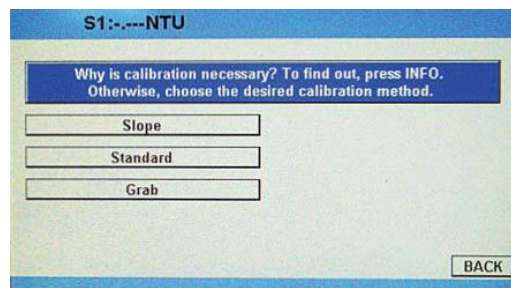 S1:-.---NTU
Why is calibration necessary? To find out, press INFO.
Otherwise, choose the desired calibration method.
Slope
Standard
Grab
BACK